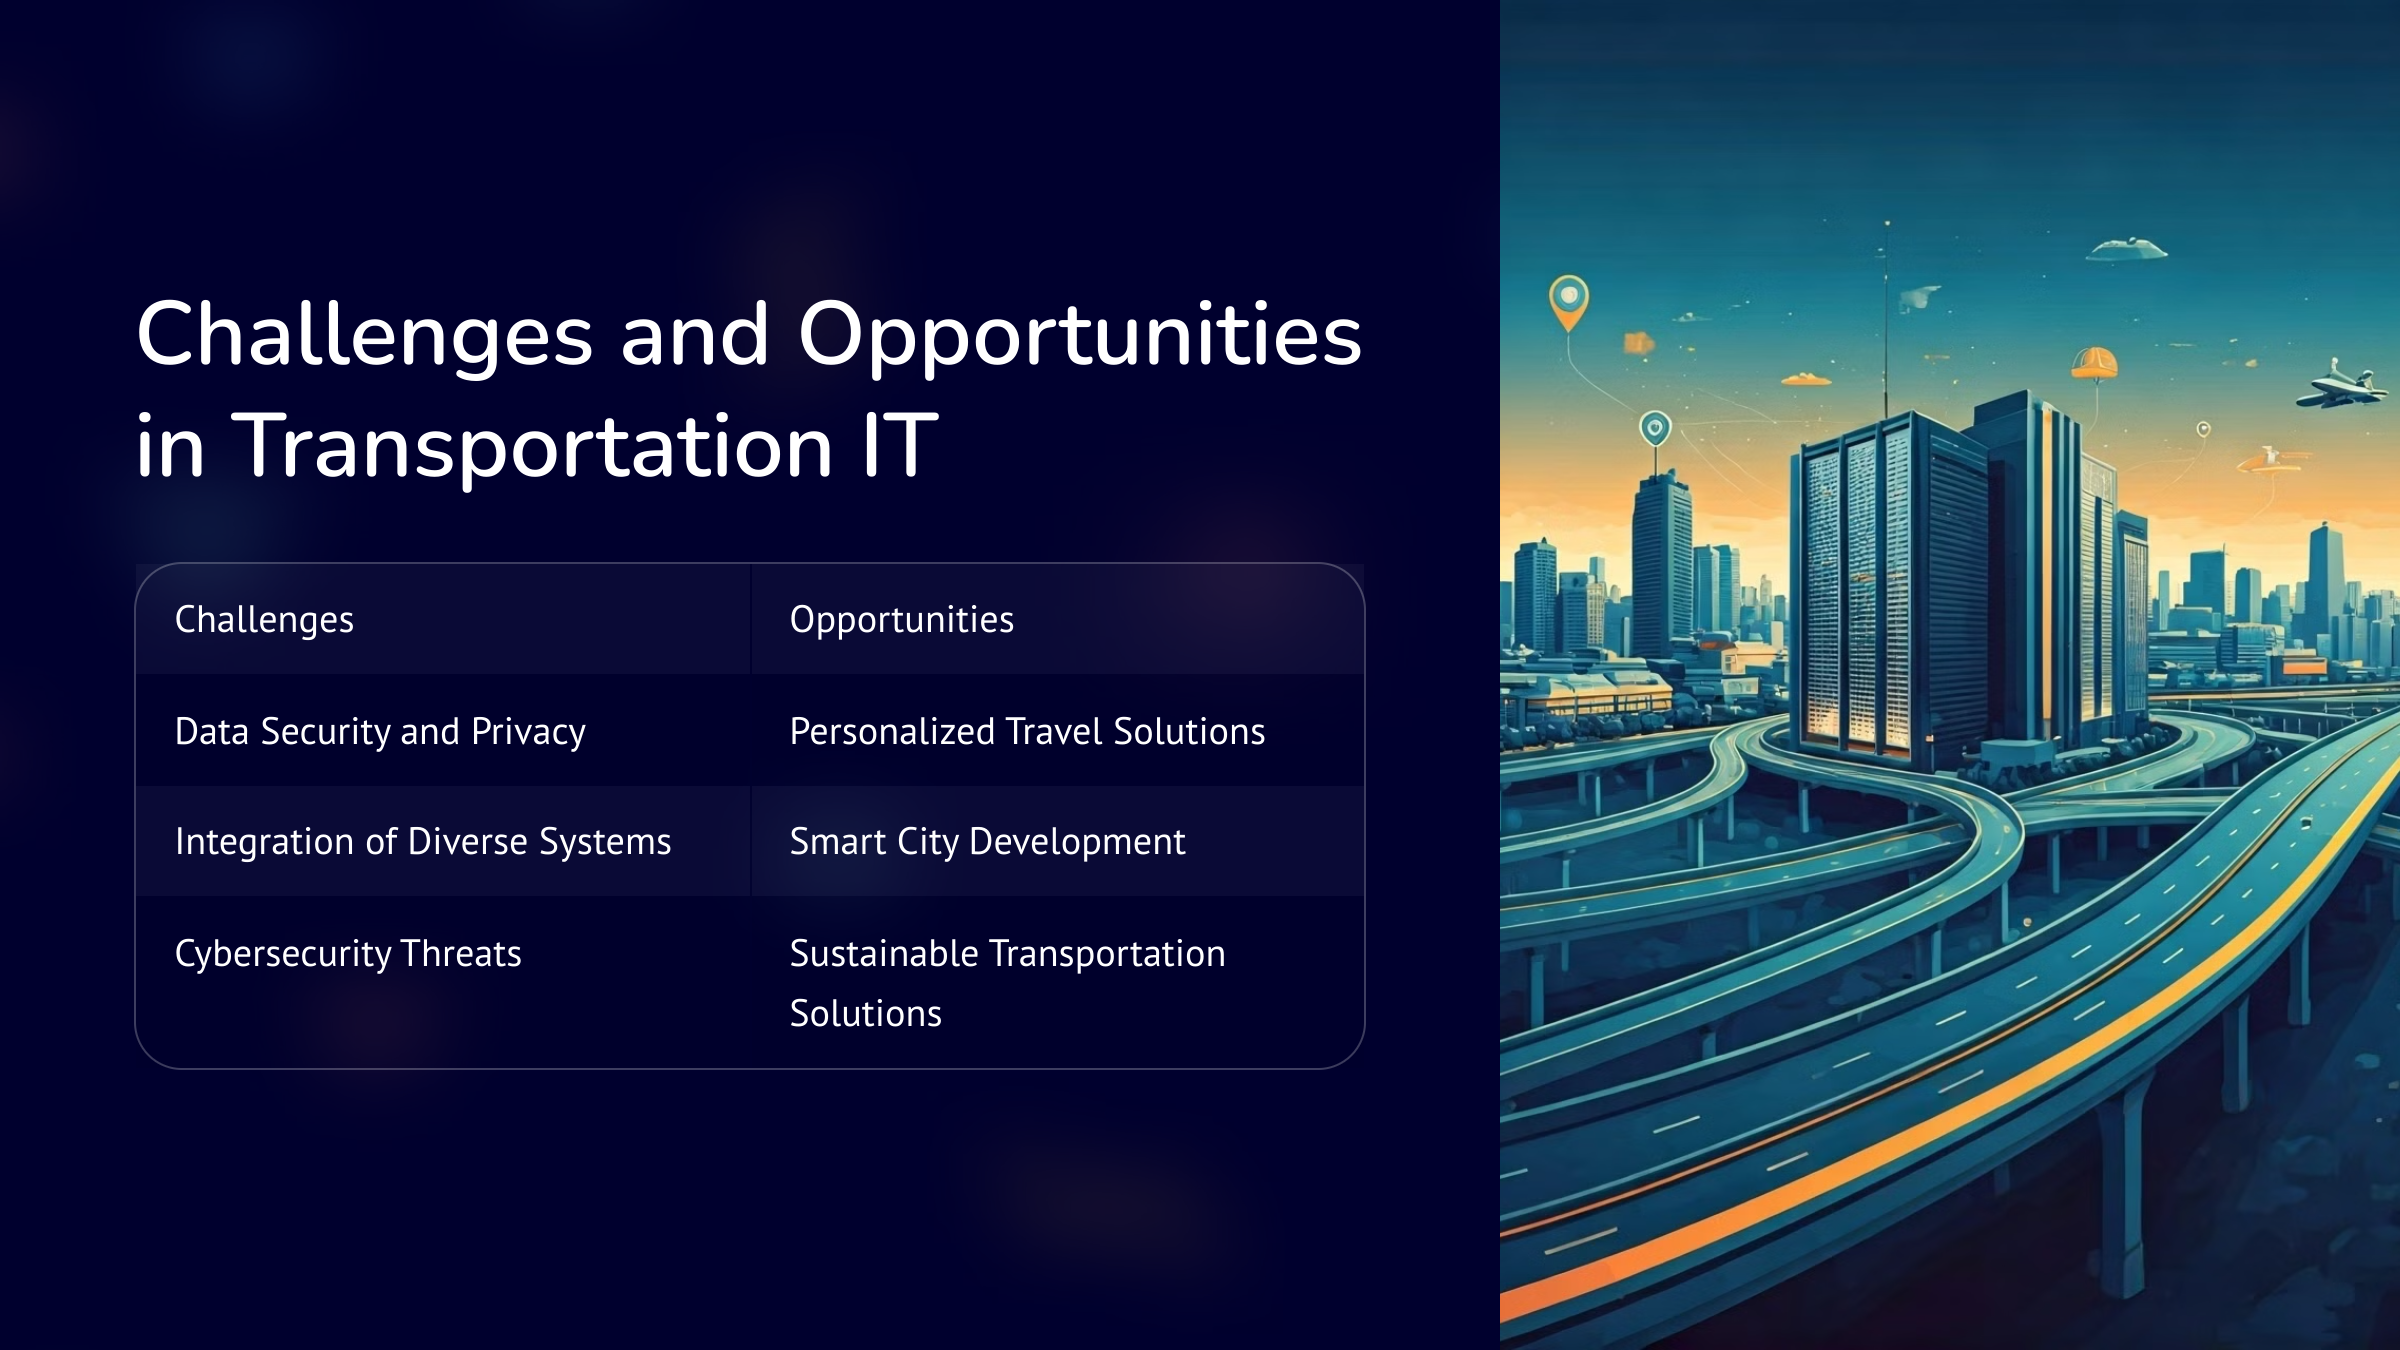 Challenges and Opportunities
in Transportation IT
Challenges
Opportunities
Data Security and Privacy
Personalized Travel Solutions
Integration of Diverse Systems
Smart City Development
Cybersecurity Threats
Sustainable Transportation
Solutions